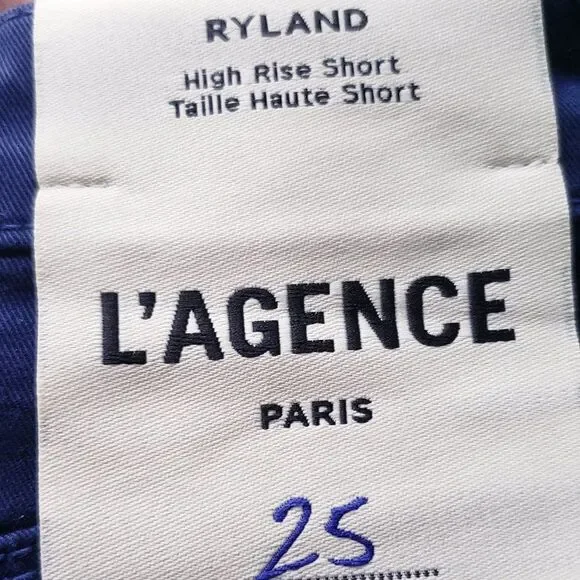 RYLAND
High Rise Short
Taille Haute Short
L'AGENCE
PARIS
25